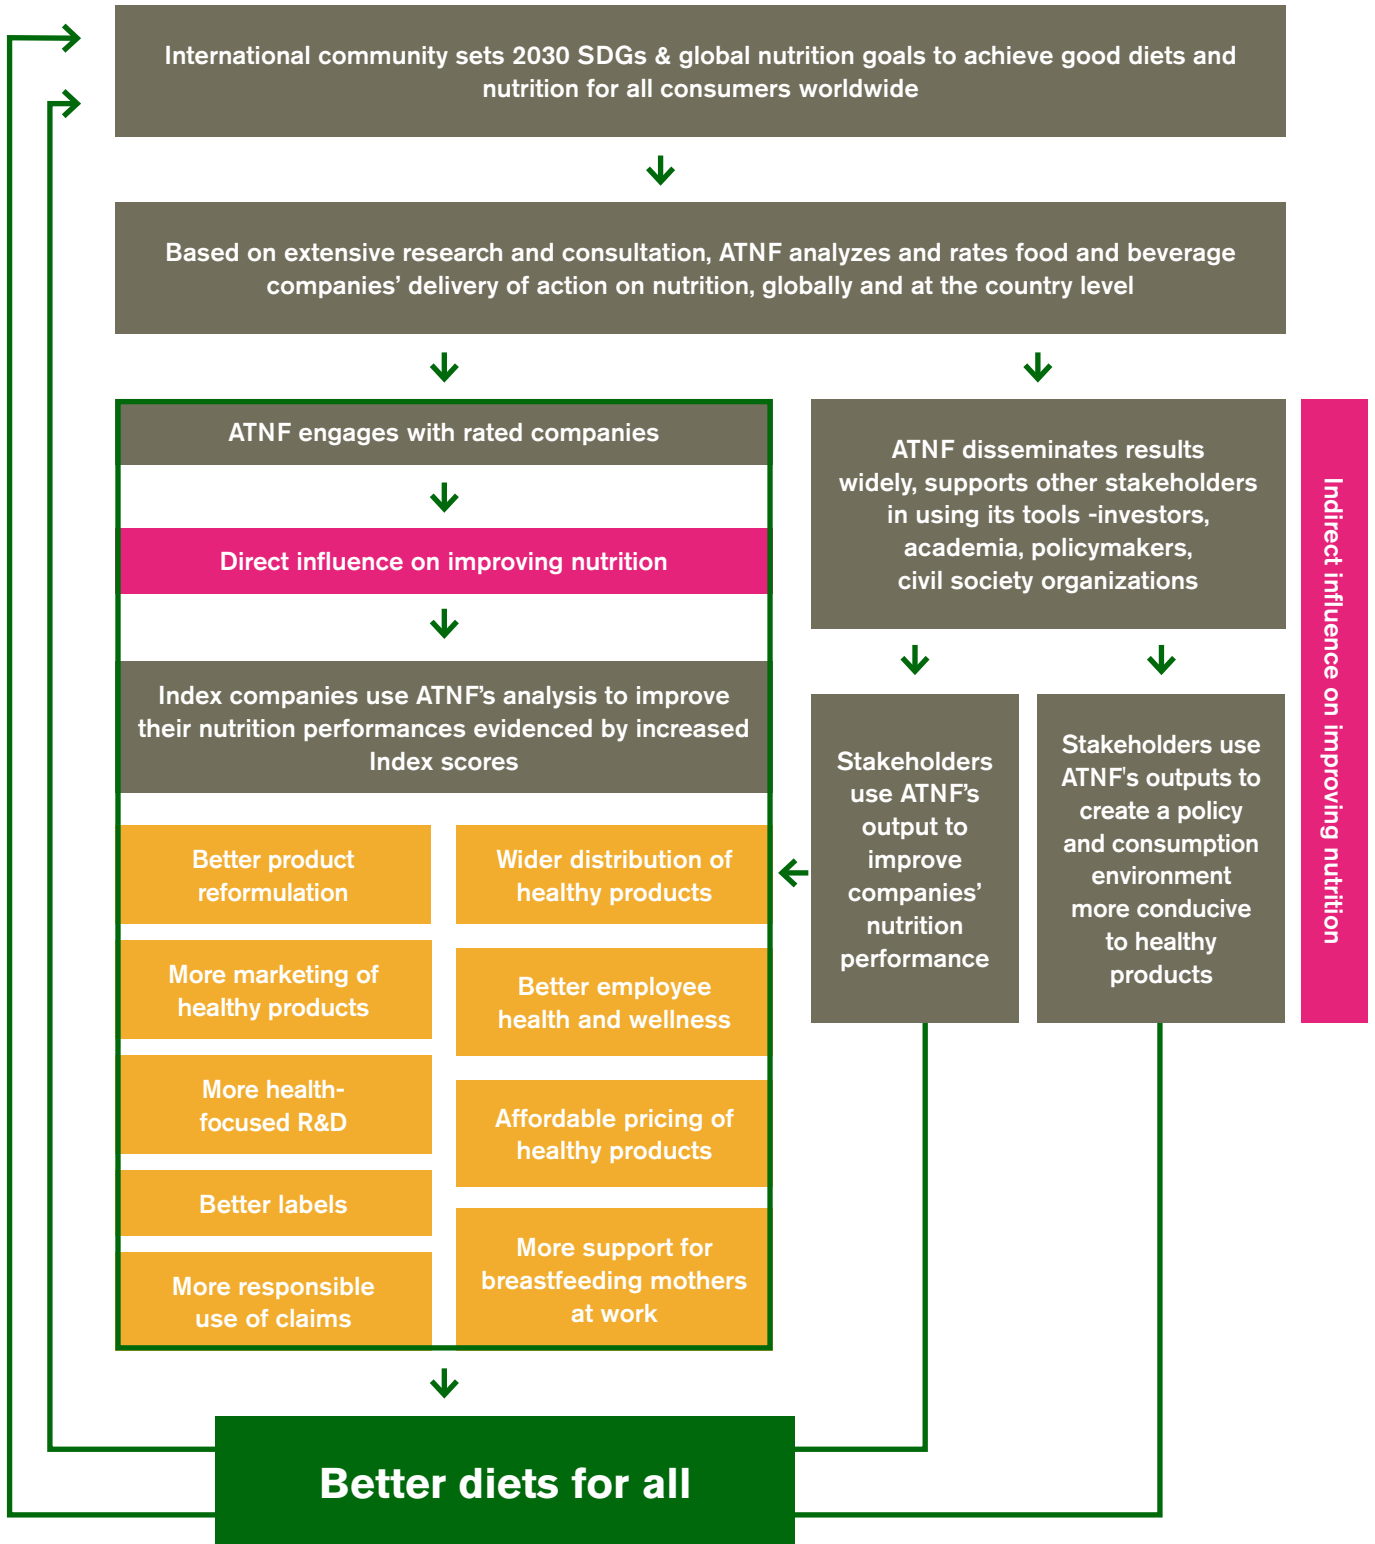 International community sets 2030 SDGs & global nutrition goals to achieve good diets and
nutrition for all consumers worldwide
Based on extensive research and consultation, ATNF analyzes and rates food and beverage
companies’ delivery of action on nutrition, globally and at the country level
ATNF engages with rated companies
Direct influence on improving nutrition
Index companies use ATNF’s analysis to improve
their nutrition performances evidenced by increased
Index scores
Better product
reformulation
More marketing of
healthy products
More health-
focused R&D
Better labels
More responsible
use of claims
Wider distribution of
healthy products
Better employee
health and wellness
Affordable pricing of
healthy products
More support for
breastfeeding mothers
at work
ATNF disseminates results
widely, supports other stakeholders
in using its tools -investors,
academia, policymakers,
civil society organizations
Stakeholders
use ATNF’s
output to
improve
companies’
nutrition
performance
Stakeholders use
ATNF's outputs to
create a policy
and consumption
environment
more conducive
to healthy
products
Indirect influence on improving nutrition
Better diets for all